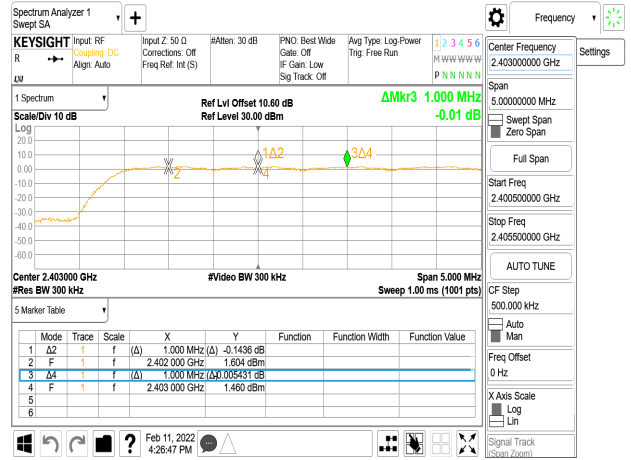 Spectrum Analyzer 1
Swept SA
Frequency
KEYSIGHT Input: RF
R
Coupling: DC
Align: Auto
Input Z: 50 Ω
Corrections: Off
Freq Ref: Int (S)
#Atten: 30 dB
PNO: Best Wide
Gate: Off
IF Gain: Low
Sig Track: Off
Avg Type: Log-Power
Trig: Free Run
1 2 3 4 5 6
M W W W W W
P N N N N N
Center Frequency
2.403000000 GHz
Settings
Span
5.00000000 MHz
Swept Span
Zero Span
Full Span
Start Freq
2.400500000 GHz
Stop Freq
2.405500000 GHz
AUTO TUNE
CF Step
500.000 kHz
Auto
Man
Freq Offset
0 Hz
X Axis Scale
Log
Lin
Signal Track
(Span Zoom)
1 Spectrum
Scale/Div 10 dB
Ref Lvl Offset 10.60 dB
Ref Level 30.00 dBm
ΔMkr3 1.000 MHz
-0.01 dB
Log
20.0
10.0
0.00
-10.0
-20.0
-30.0
-40.0
-50.0
-60.0
2
1Δ2
4
3Δ4
Center 2.403000 GHz
#Res BW 300 kHz
#Video BW 300 kHz
Span 5.000 MHz
Sweep 1.00 ms (1001 pts)
5 Marker Table
Mode Trace Scale X Y Function Function Width Function Value
1 Δ2 1 f (Δ) 1.000 MHz (Δ) -0.1436 dB
2 F 1 f 2.402 000 GHz 1.604 dBm
3 Δ4 1 f (Δ) 1.000 MHz (Δ)-0.005431 dB
4 F 1 f 2.403 000 GHz 1.460 dBm
5
6
Feb 11, 2022
4:26:47 PM